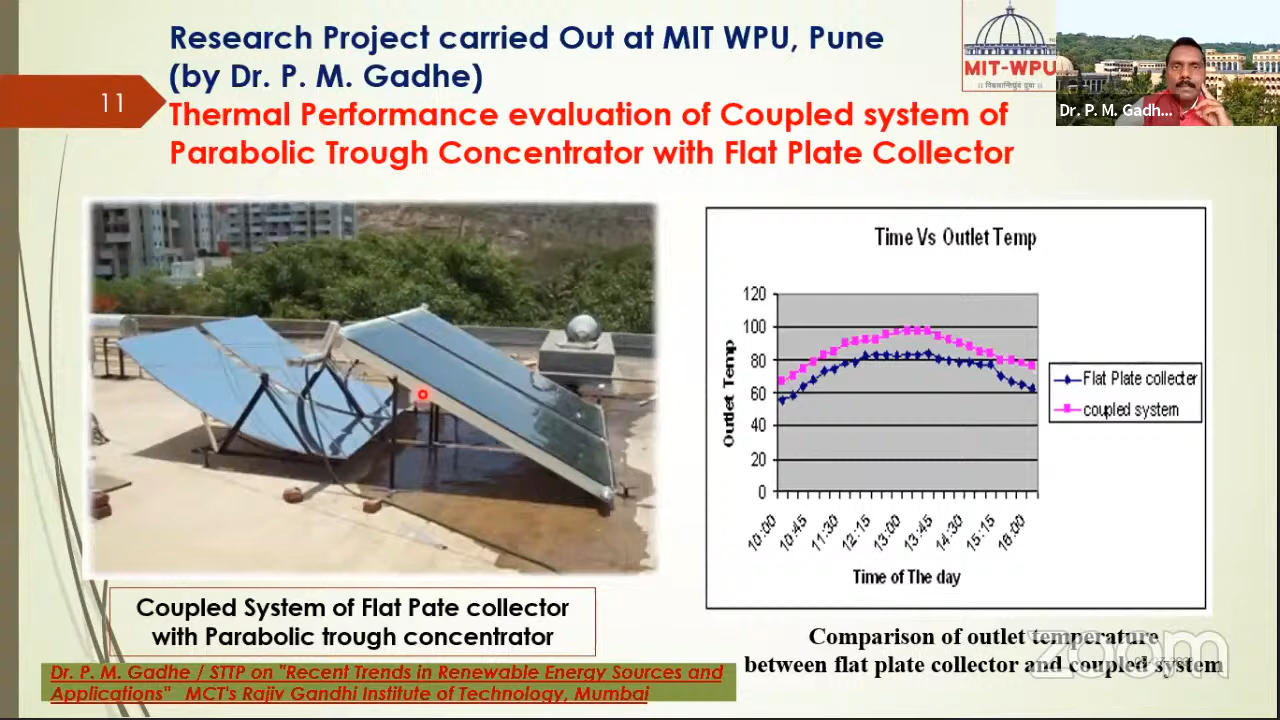 Research Project carried Out at MIT WPU, Pune
(by Dr. P. M. Gadhe)
11
Thermal Performance evaluation of Coupled system of
Parabolic Trough Concentrator with Flat Plate Collector
MIT-WPU
Dr. P. M. Gadh...
Time Vs Outlet Temp
120
100
80
60
40
20
0
Outlet Temp
10:00
10:45
11:30
12:15
13:00
13:45
14:30
15:15
16:00
Time of The day
Flat Plate collecter
coupled system
Coupled System of Flat Pate collector
with Parabolic trough concentrator
Comparison of outlet temperature
between flat plate collector and coupled system
zoom
Dr. P. M. Gadhe / STTP on "Recent Trends in Renewable Energy Sources and
Applications" MCT's Rajiv Gandhi Institute of Technology, Mumbai